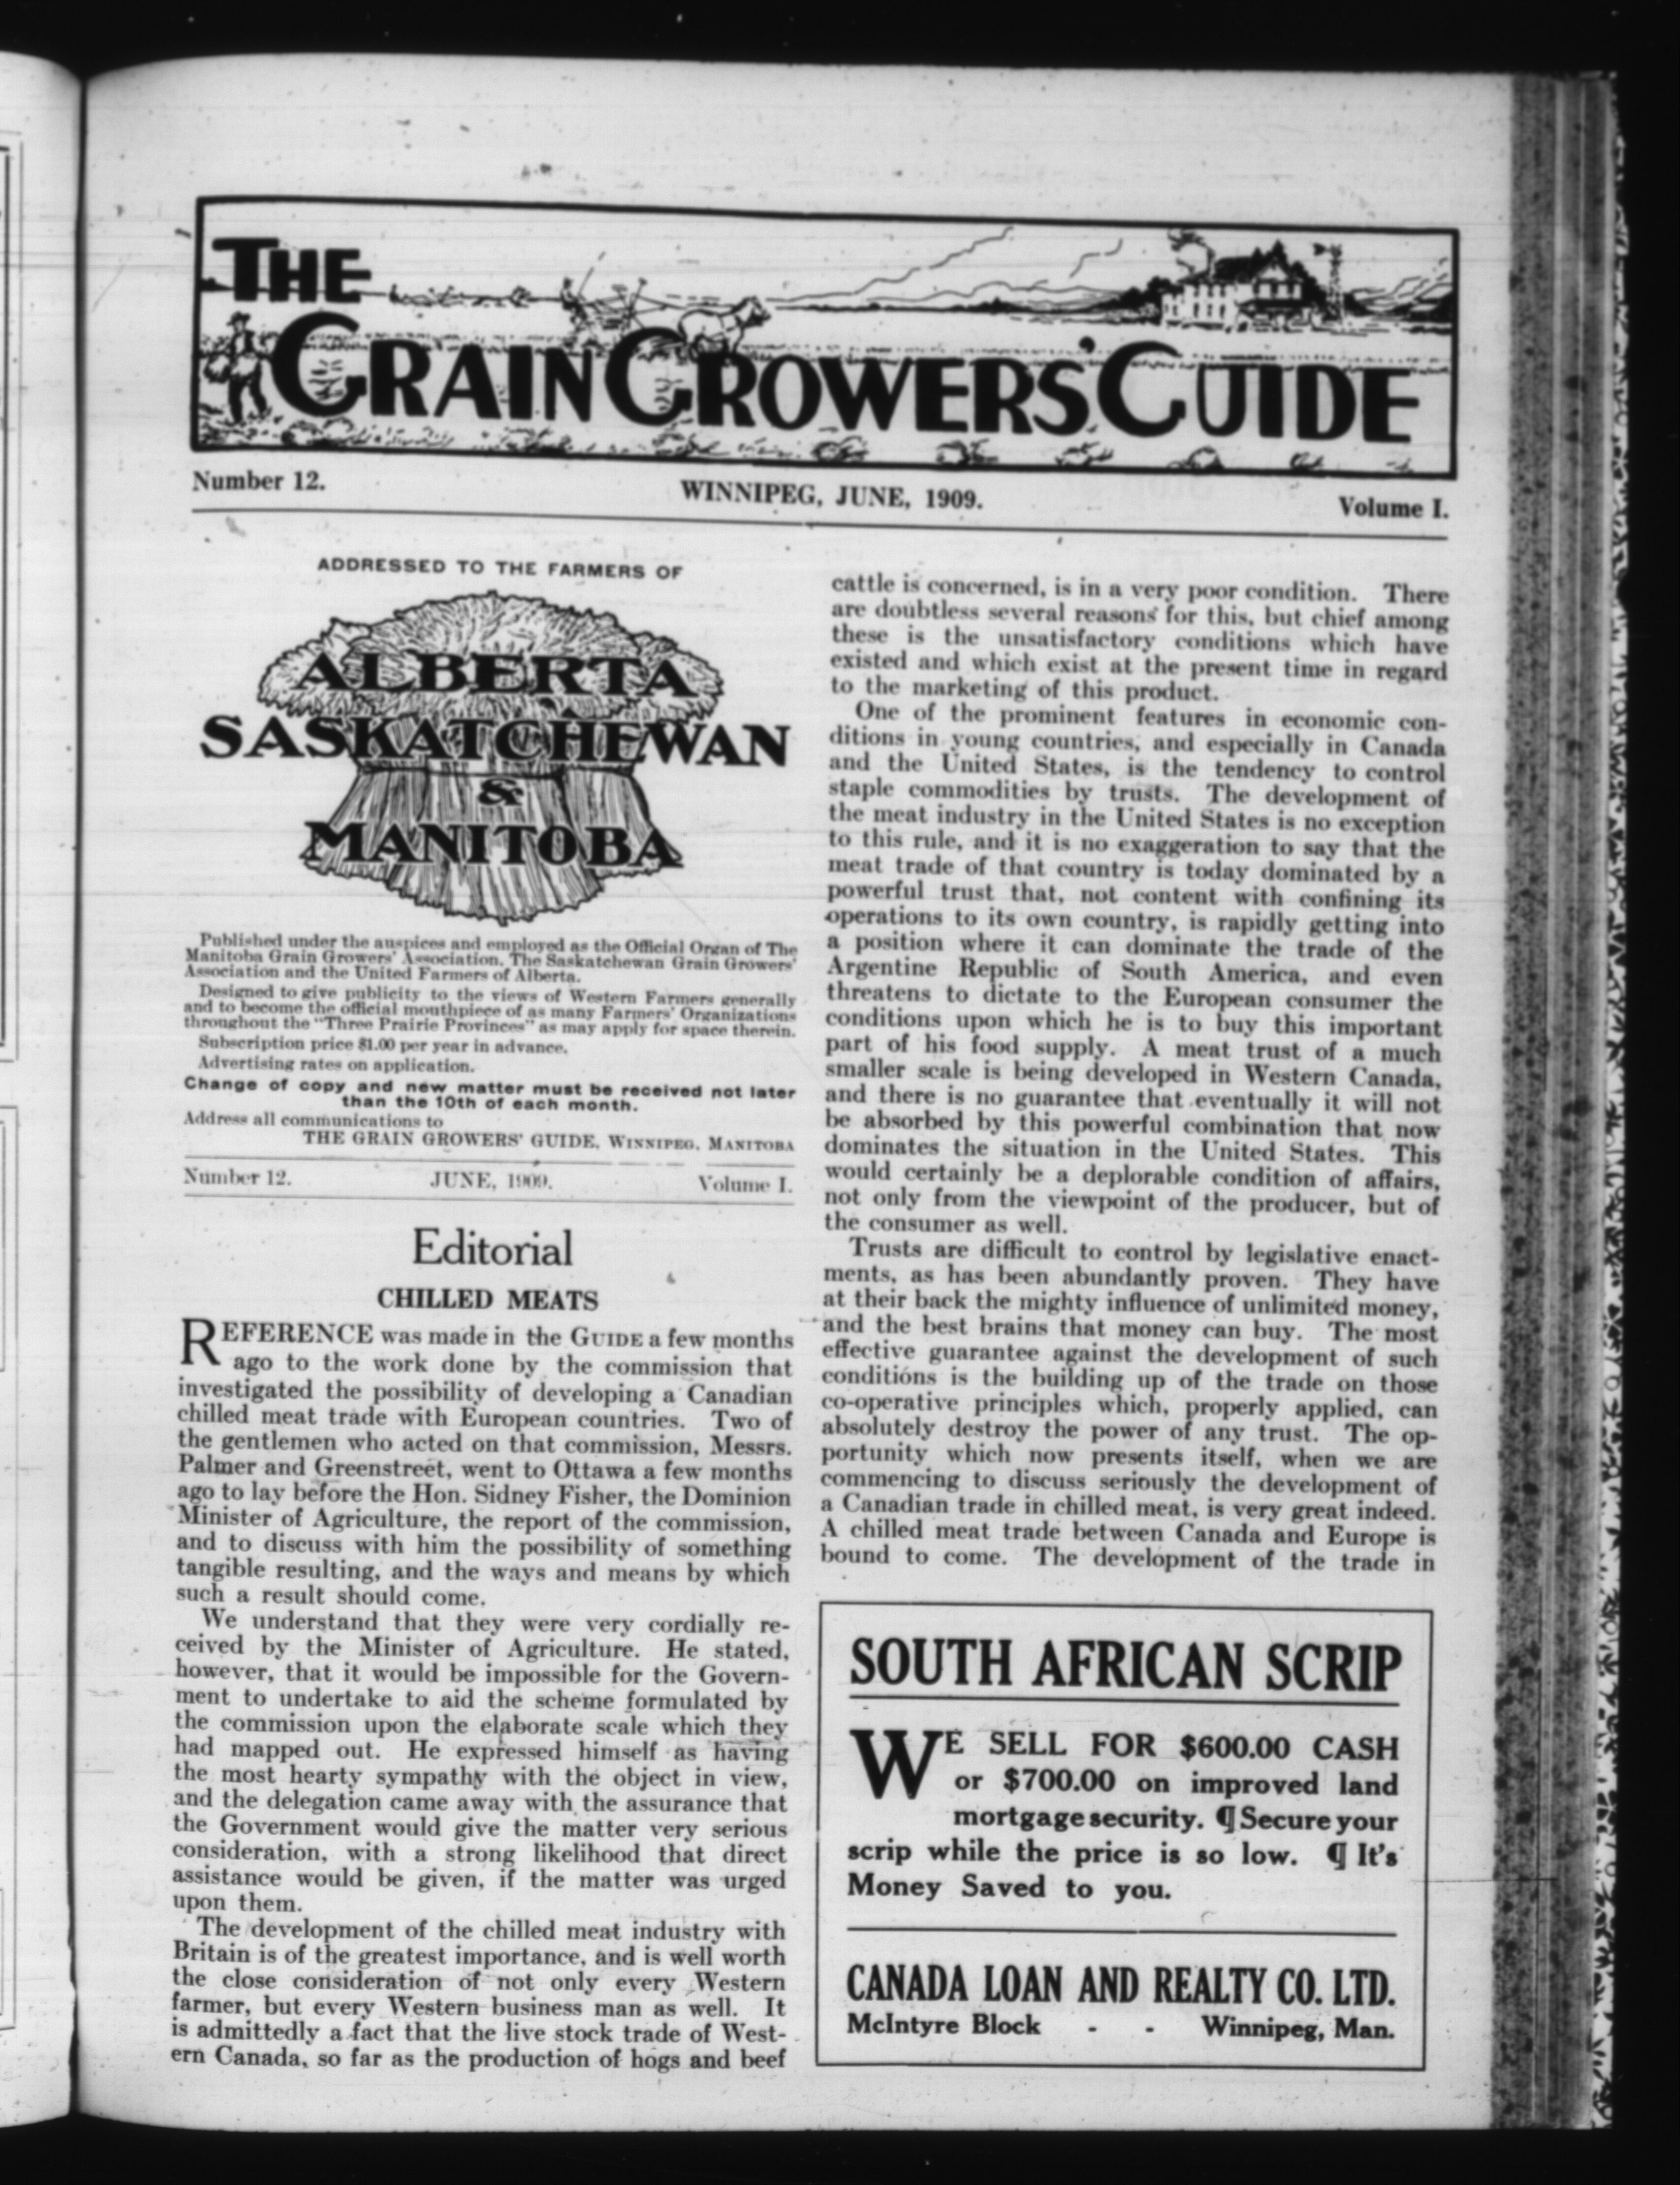 THE
GRAIN GROWERS' GUIDE
Number 12.
WINNIPEG, JUNE, 1909.
Volume I.
ADDRESSED TO THE FARMERS OF
ALBERTA
SASKATCHEWAN
&
MANITOBA
Published under the auspices and employed as the Official Organ of The
Manitoba Grain Growers' Association, The Saskatchewan Grain Growers'
Association and the United Farmers of Alberta.
Designed to give publicity to the views of Western Farmers generally
and to become the official mouthpiece of as many Farmers' Organizations
throughout the "Three Prairie Provinces" as may apply for space therein.
Subscription price $1.00 per year in advance.
Advertising rates on application.
Change of copy and new matter must be received not later
than the 10th of each month.
Address all communications to
THE GRAIN GROWERS' GUIDE, WINNIPEG, MANITOBA
Number 12. JUNE, 1909. Volume I.
Editorial
CHILLED MEATS
REFERENCE was made in the GUIDE a few months
ago to the work done by the commission that
investigated the possibility of developing a Canadian
chilled meat trade with European countries. Two of
the gentlemen who acted on that commission, Messrs.
Palmer and Greenstreet, went to Ottawa a few months
ago to lay before the Hon. Sidney Fisher, the Dominion
Minister of Agriculture, the report of the commission,
and to discuss with him the possibility of something
tangible resulting, and the ways and means by which
such a result should come.
We understand that they were very cordially re-
ceived by the Minister of Agriculture. He stated,
however, that it would be impossible for the Govern-
ment to undertake to aid the scheme formulated by
the commission upon the elaborate scale which they
had mapped out. He expressed himself as having
the most hearty sympathy with the object in view,
and the delegation came away with the assurance that
the Government would give the matter very serious
consideration, with a strong likelihood that direct
assistance would be given, if the matter was urged
upon them.
The development of the chilled meat industry with
Britain is of the greatest importance, and is well worth
the close consideration of not only every Western
farmer, but every Western business man as well. It
is admittedly a fact that the live stock trade of West-
ern Canada, so far as the production of hogs and beef
cattle is concerned, is in a very poor condition. There
are doubtless several reasons for this, but chief among
these is the unsatisfactory conditions which have
existed and which exist at the present time in regard
to the marketing of this product.
One of the prominent features in economic con-
ditions in young countries, and especially in Canada
and the United States, is the tendency to control
staple commodities by trusts. The development of
the meat industry in the United States is no exception
to this rule, and it is no exaggeration to say that the
meat trade of that country is today dominated by a
powerful trust that, not content with confining its
operations to its own country, is rapidly getting into
a position where it can dominate the trade of the
Argentine Republic of South America, and even
threatens to dictate to the European consumer the
conditions upon which he is to buy this important
part of his food supply. A meat trust of a much
smaller scale is being developed in Western Canada,
and there is no guarantee that eventually it will not
be absorbed by this powerful combination that now
dominates the situation in the United States. This
would certainly be a deplorable condition of affairs,
not only from the viewpoint of the producer, but of
the consumer as well.
Trusts are difficult to control by legislative enact-
ments, as has been abundantly proven. They have
at their back the mighty influence of unlimited money,
and the best brains that money can buy. The most
effective guarantee against the development of such
conditions is the building up of the trade on those
co-operative principles which, properly applied, can
absolutely destroy the power of any trust. The op-
portunity which now presents itself, when we are
commencing to discuss seriously the development of
a Canadian trade in chilled meat, is very great indeed.
A chilled meat trade between Canada and Europe is
bound to come. The development of the trade in
SOUTH AFRICAN SCRIP
WE SELL FOR $600.00 CASH
or $700.00 on improved land
mortgage security. ¶ Secure your
scrip while the price is so low. ¶ It's
Money Saved to you.
CANADA LOAN AND REALTY CO. LTD.
McIntyre Block - - Winnipeg, Man.